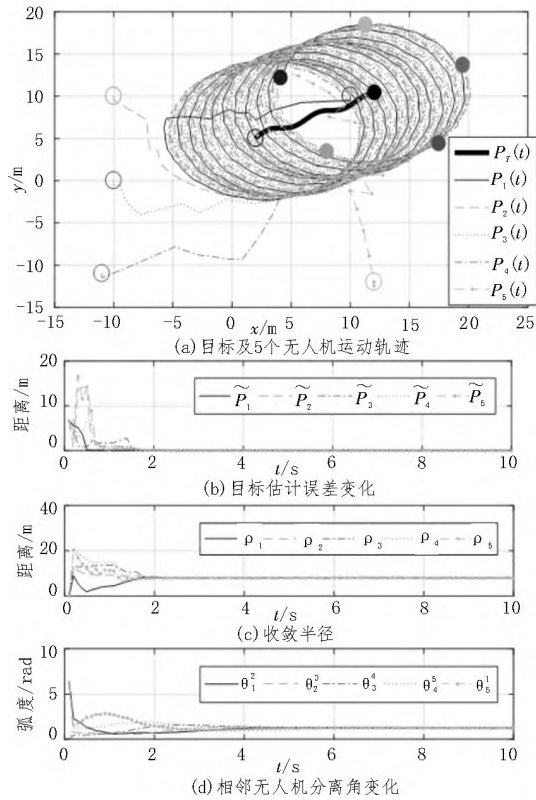 20
15
10
5
0
-5
-10
-15
y/m
P_T(t)
P_1(t)
P_2(t)
P_3(t)
P_4(t)
P_5(t)
-15 -10 -5 0 5 10 15 20 25
x/m
(a)目标及5个无人机运动轨迹
20
10
0
距离/m
P̃_1 P̃_2 P̃_3 P̃_4 P̃_5
0 2 4 6 8 10
t/s
(b)目标估计误差变化
40
20
0
距离/m
ρ_1 ρ_2 ρ_3 ρ_4 ρ_5
0 2 4 6 8 10
t/s
(c)收敛半径
10
5
0
弧度/rad
θ_1^2 θ_2^3 θ_3^4 θ_4^5 θ_5^1
0 2 4 6 8 10
t/s
(d)相邻无人机分离角变化